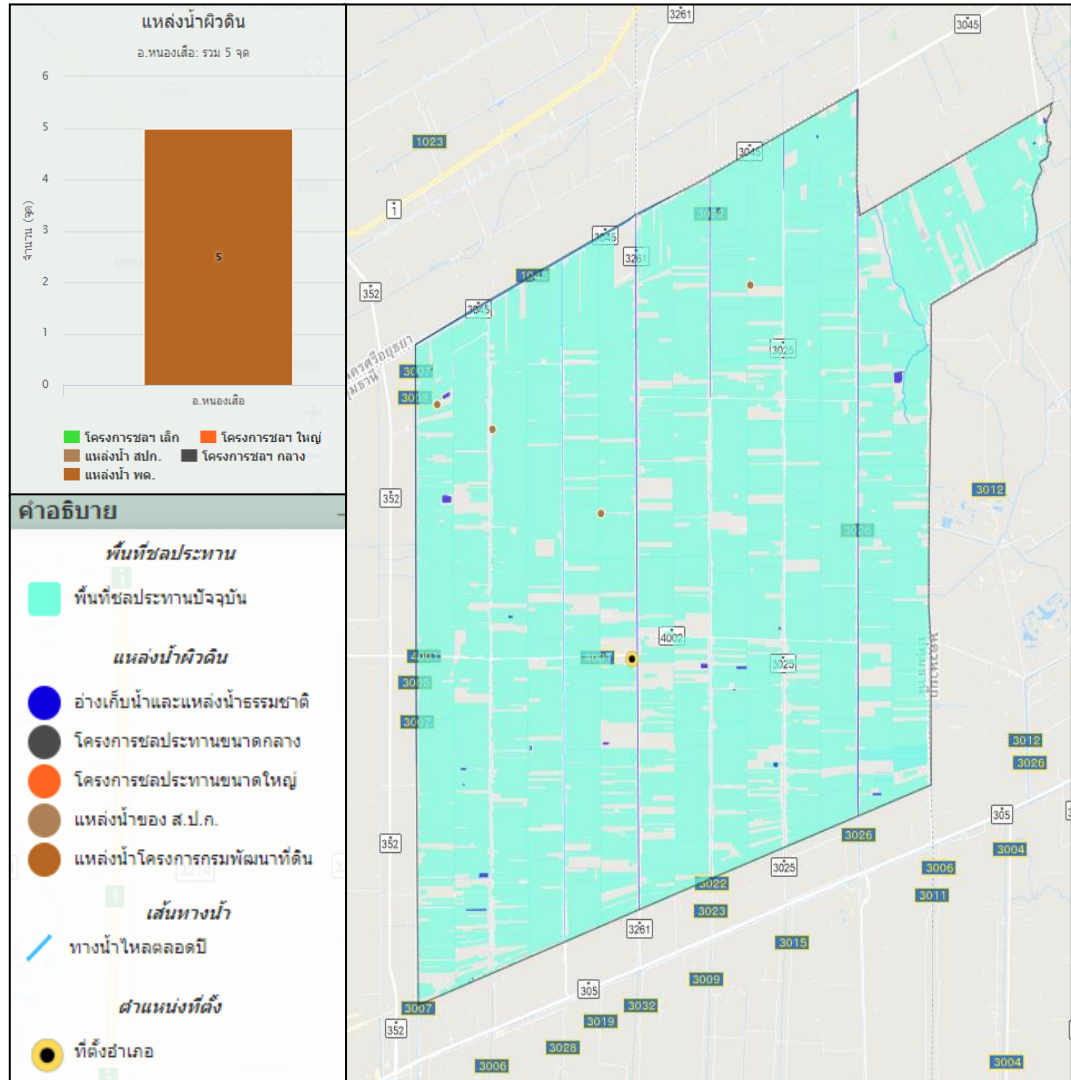 แหล่งน้ำผิวดิน
อ.หนองเสือ: รวม 5 จุด
6
5
4
3
2
1
0
จำนวน (จุด)
5
อ.หนองเสือ
โครงการชลฯ เล็ก โครงการชลฯ ใหญ่
แหล่งน้ำ สปก. โครงการชลฯ กลาง
แหล่งน้ำ พด.
คำอธิบาย
พื้นที่ชลประทาน
พื้นที่ชลประทานปัจจุบัน
แหล่งน้ำผิวดิน
อ่างเก็บน้ำและแหล่งน้ำธรรมชาติ
โครงการชลประทานขนาดกลาง
โครงการชลประทานขนาดใหญ่
แหล่งน้ำของ ส.ป.ก.
แหล่งน้ำโครงการกรมพัฒนาที่ดิน
3214
เส้นทางน้ำ
ทางน้ำไหลตลอดปี
ตำแหน่งที่ตั้ง
ที่ตั้งอำเภอ
3261
3045
1023
3045
1
3022
3045
3261
352
3045
3025
3007
3008
352
3012
3026
4002
3025
3008
3007
3012
3026
305
352
3026
3004
3025
3006
3022
3011
3023
3261
3015
3009
305
3032
3007
3019
352
3028
3006
3004